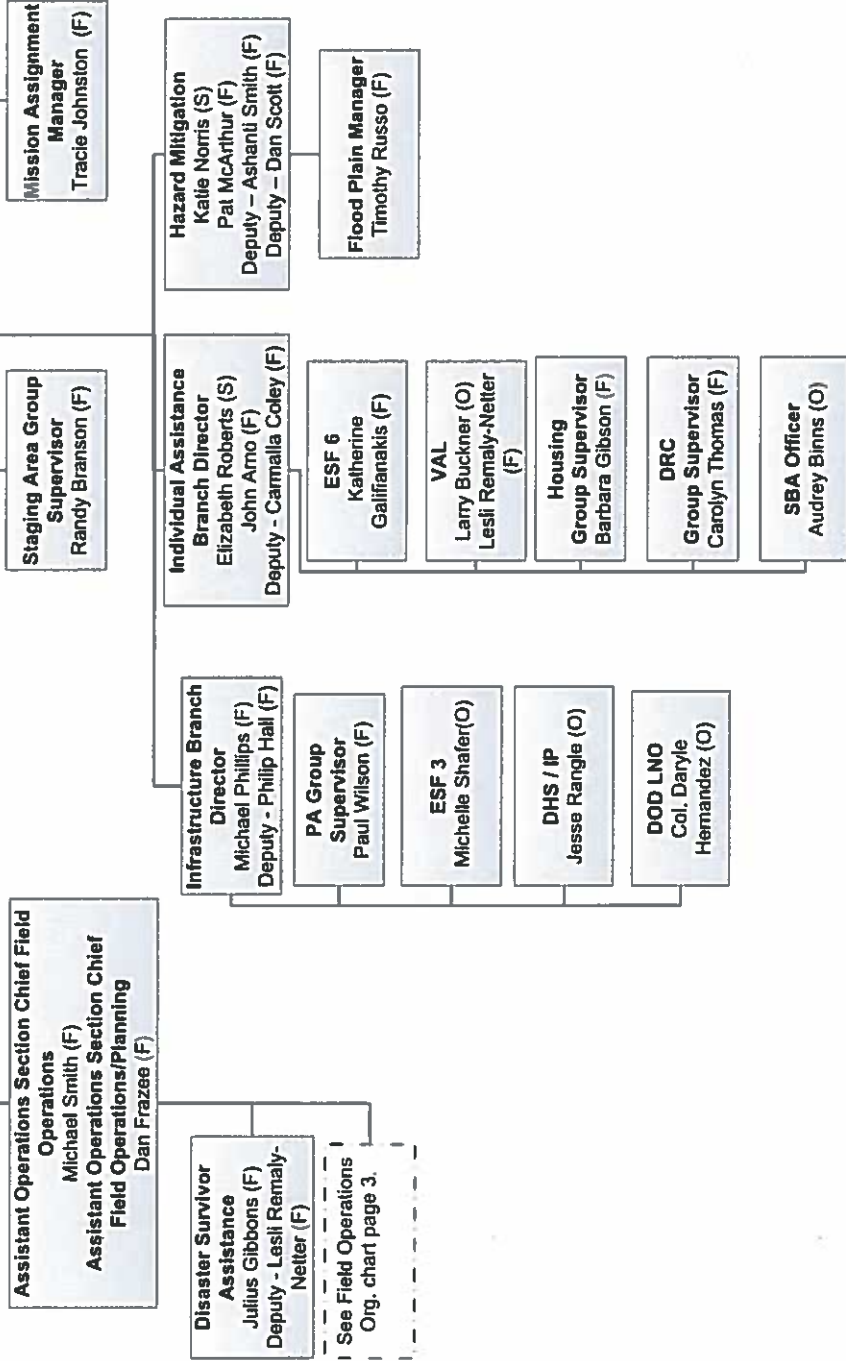 Assistant Operations Section Chief Field
Operations
Michael Smith (F)
Assistant Operations Section Chief
Field Operations/Planning
Dan Frazee (F)
Disaster Survivor
Assistance
Julius Gibbons (F)
Deputy - Lesli Remaly-
Netter (F)
See Field Operations
Org. chart page 3.
Staging Area Group
Supervisor
Randy Branson (F)
Mission Assignment
Manager
Tracie Johnston (F)
Infrastructure Branch
Director
Michael Phillips (F)
Deputy - Philip Hall (F)
PA Group
Supervisor
Paul Wilson (F)
ESF 3
Michelle Shafer(O)
DHS / IP
Jesse Rangle (O)
DOD LNO
Col. Daryle
Hernandez (O)
Individual Assistance
Branch Director
Elizabeth Roberts (S)
John Arno (F)
Deputy - Carmalla Coley (F)
ESF 6
Katherine
Galifianakis (F)
VAL
Larry Buckner (O)
Lesli Remaly-Netter
(F)
Housing
Group Supervisor
Barbara Gibson (F)
DRC
Group Supervisor
Carolyn Thomas (F)
SBA Officer
Audrey Binns (O)
Hazard Mitigation
Katie Norris (S)
Pat McArthur (F)
Deputy – Ashanti Smith (F)
Deputy – Dan Scott (F)
Flood Plain Manager
Timothy Russo (F)